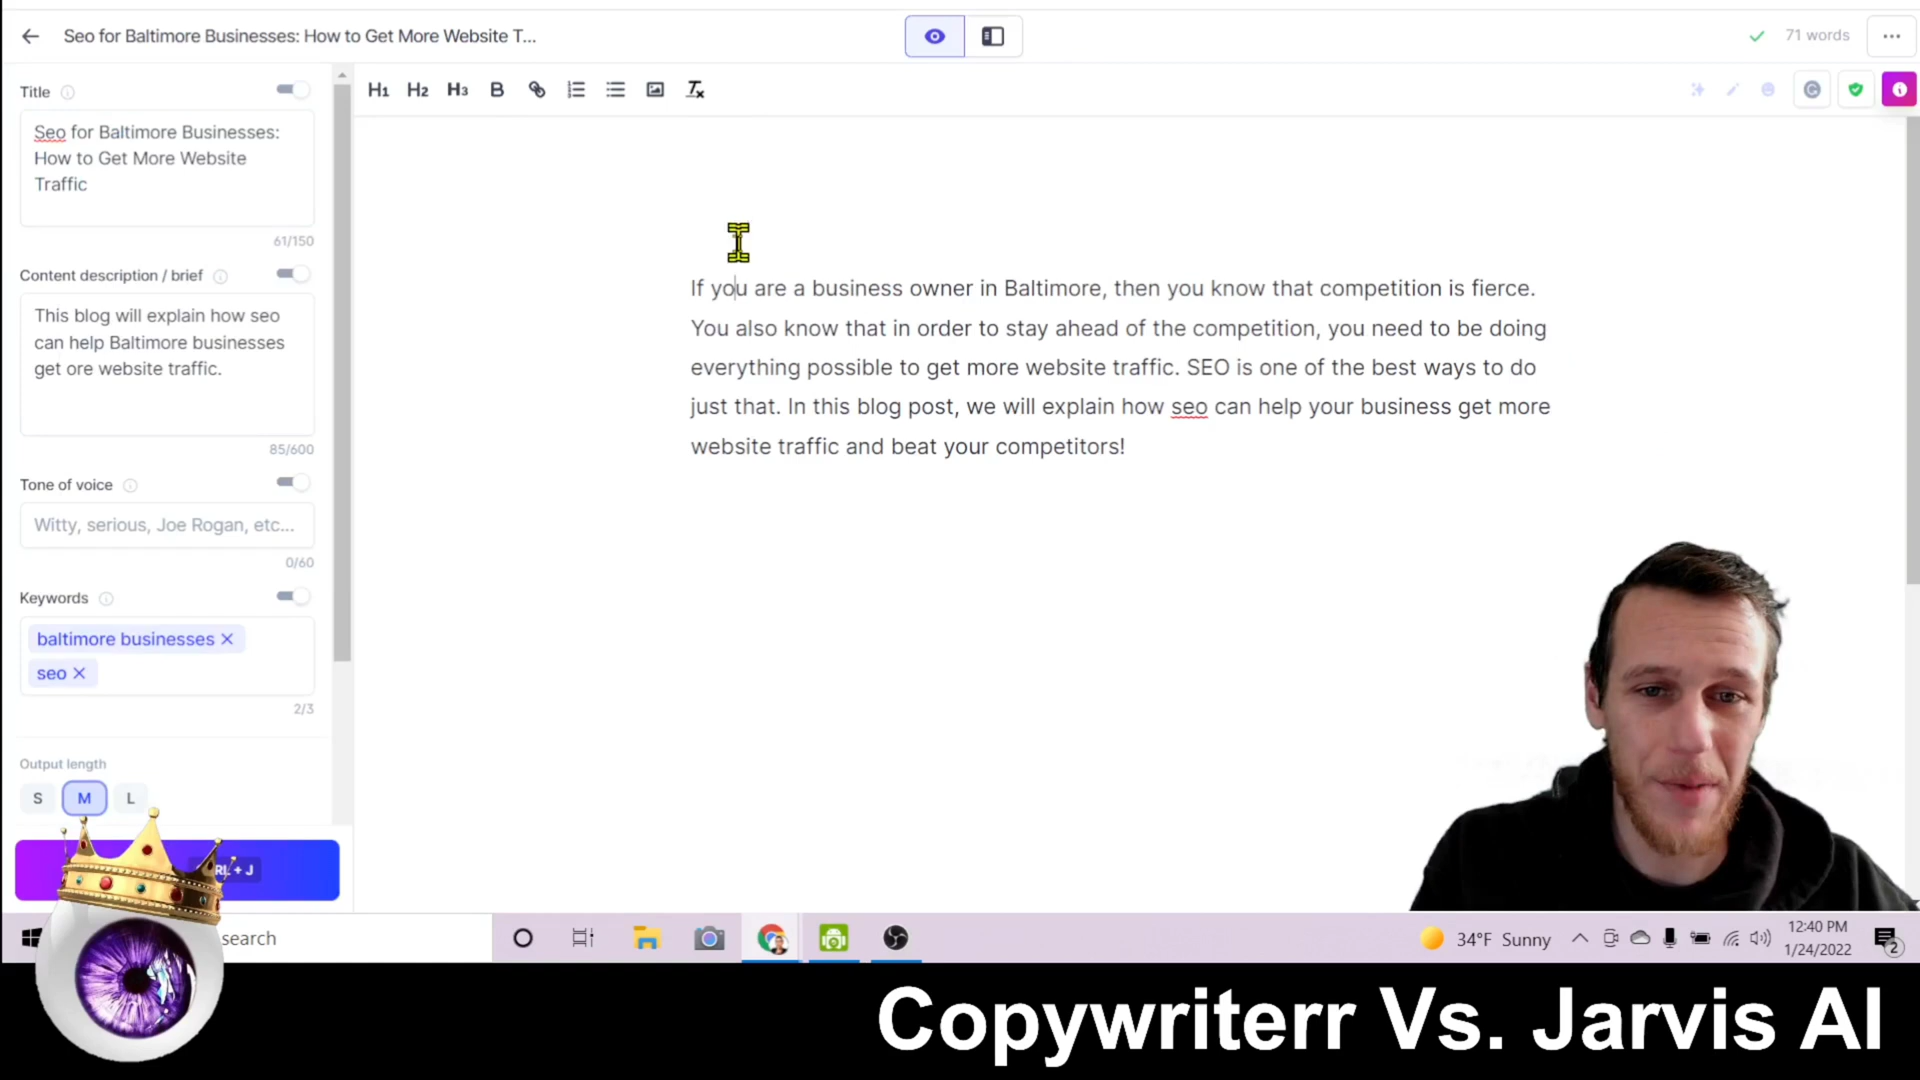 Seo for Baltimore Businesses: How to Get More Website T...
71 words
Title
H1 H2 H3 B
Seo for Baltimore Businesses:
How to Get More Website
Traffic
61/150
Content description / brief
This blog will explain how seo
can help Baltimore businesses
get ore website traffic.
85/600
Tone of voice
Witty, serious, Joe Rogan, etc...
0/60
Keywords
baltimore businesses
seo
2/3
Output length
S M L
+ J
If you are a business owner in Baltimore, then you know that competition is fierce.
You also know that in order to stay ahead of the competition, you need to be doing
everything possible to get more website traffic. SEO is one of the best ways to do
just that. In this blog post, we will explain how seo can help your business get more
website traffic and beat your competitors!
search
34°F Sunny
12:40 PM
1/24/2022
2
Copywriterr Vs. Jarvis AI